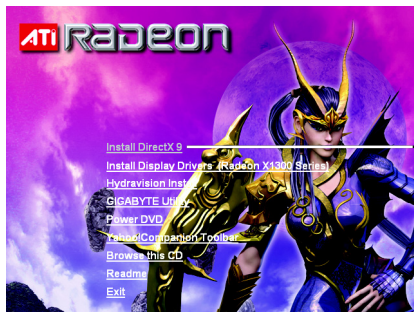 ATi RADEON
Install DirectX 9
Install Display Drivers (Radeon X1300 Series)
Hydravision Install
GIGABYTE Utility
Power DVD
Yahoo!Companion Toolbar
Browse this CD
Readme
Exit